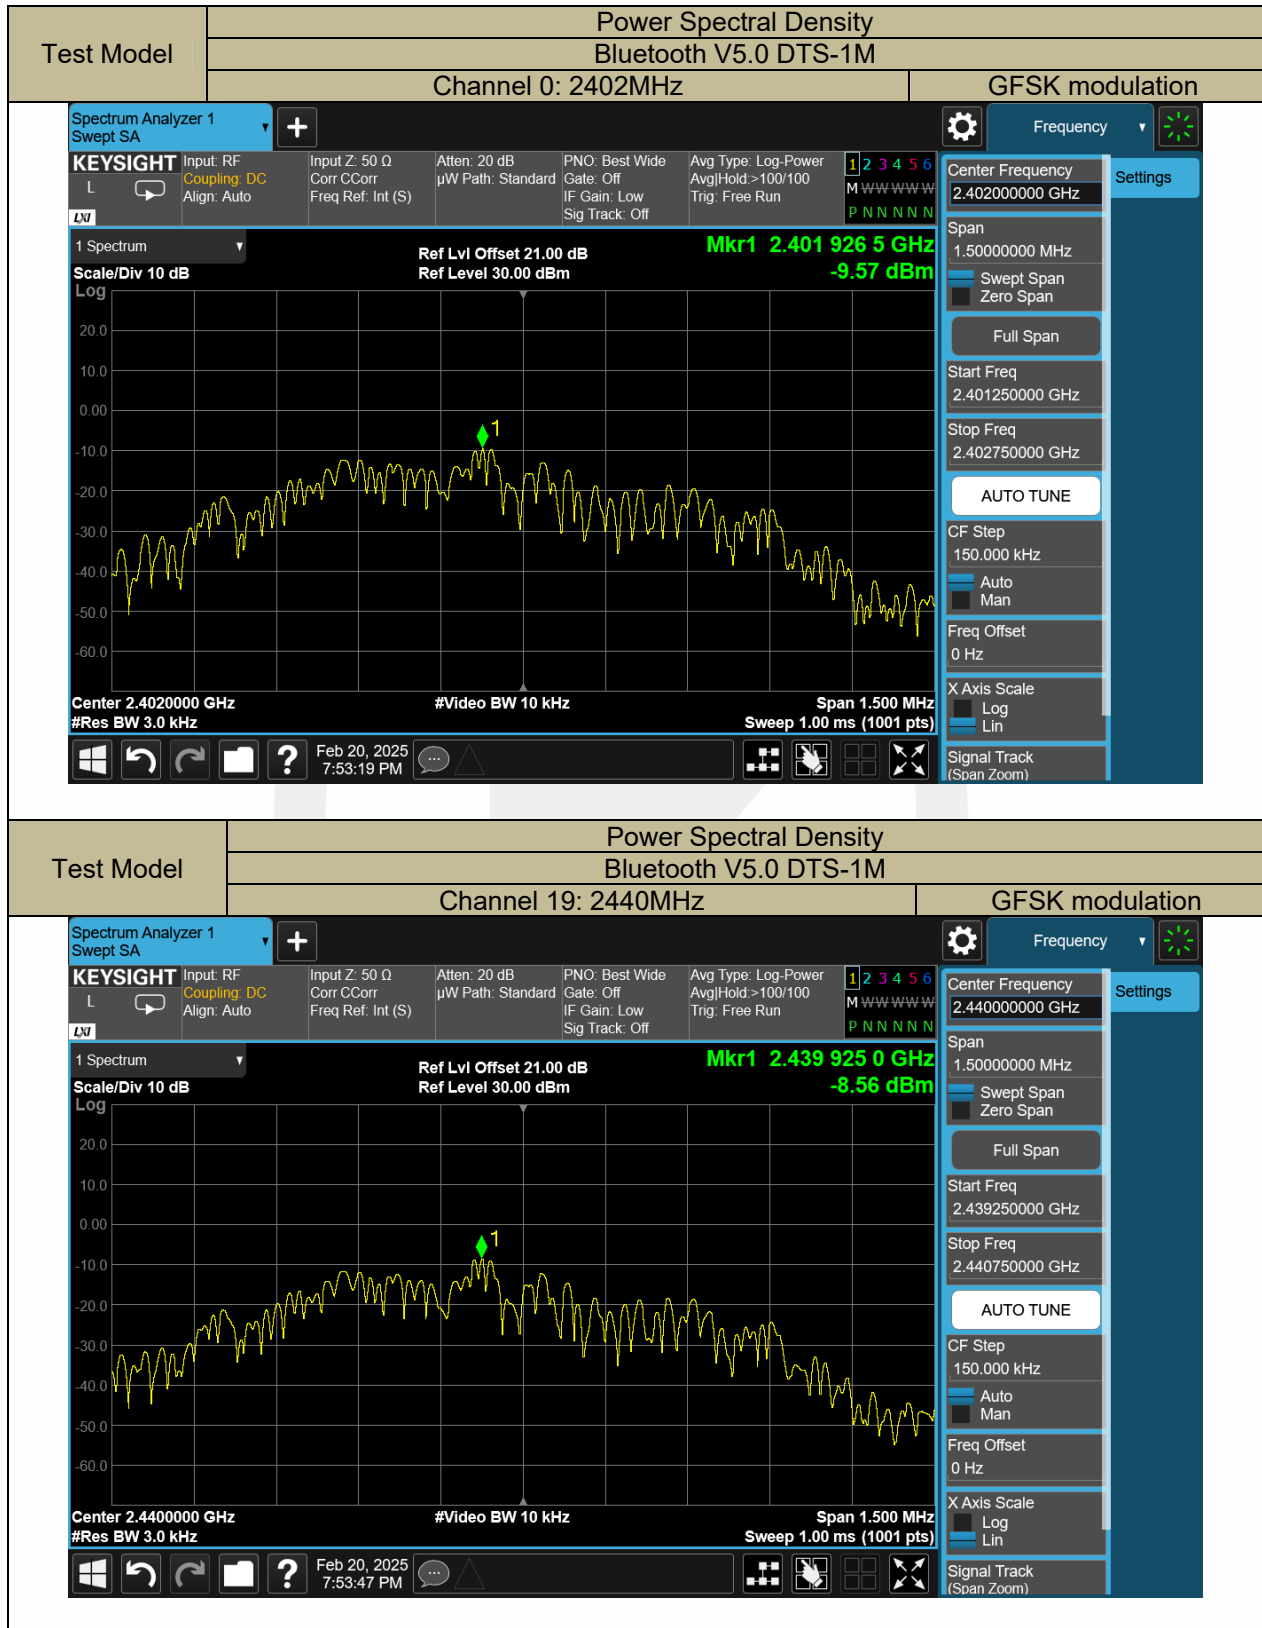 Test Model
Power Spectral Density
Bluetooth V5.0 DTS-1M
Channel 0: 2402MHz
GFSK modulation
Spectrum Analyzer 1
Swept SA
Frequency
KEYSIGHT
L
LXI
Input: RF
Coupling: DC
Align: Auto
Input Z: 50 Ω
Corr CCorr
Freq Ref: Int (S)
Atten: 20 dB
µW Path: Standard
PNO: Best Wide
Gate: Off
IF Gain: Low
Sig Track: Off
Avg Type: Log-Power
Avg|Hold:>100/100
Trig: Free Run
1 2 3 4 5 6
M W W W W W
P N N N N N
1 Spectrum
Scale/Div 10 dB
Ref Lvl Offset 21.00 dB
Ref Level 30.00 dBm
Mkr1 2.401 926 5 GHz
-9.57 dBm
Log
20.0
10.0
0.00
-10.0
-20.0
-30.0
-40.0
-50.0
-60.0
1
Center 2.4020000 GHz
#Res BW 3.0 kHz
#Video BW 10 kHz
Span 1.500 MHz
Sweep 1.00 ms (1001 pts)
Feb 20, 2025
7:53:19 PM
Center Frequency
2.402000000 GHz
Settings
Span
1.50000000 MHz
Swept Span
Zero Span
Full Span
Start Freq
2.401250000 GHz
Stop Freq
2.402750000 GHz
AUTO TUNE
CF Step
150.000 kHz
Auto
Man
Freq Offset
0 Hz
X Axis Scale
Log
Lin
Signal Track
(Span Zoom)
Test Model
Power Spectral Density
Bluetooth V5.0 DTS-1M
Channel 19: 2440MHz
GFSK modulation
Spectrum Analyzer 1
Swept SA
Frequency
KEYSIGHT
L
LXI
Input: RF
Coupling: DC
Align: Auto
Input Z: 50 Ω
Corr CCorr
Freq Ref: Int (S)
Atten: 20 dB
µW Path: Standard
PNO: Best Wide
Gate: Off
IF Gain: Low
Sig Track: Off
Avg Type: Log-Power
Avg|Hold:>100/100
Trig: Free Run
1 2 3 4 5 6
M W W W W W
P N N N N N
1 Spectrum
Scale/Div 10 dB
Ref Lvl Offset 21.00 dB
Ref Level 30.00 dBm
Mkr1 2.439 925 0 GHz
-8.56 dBm
Log
20.0
10.0
0.00
-10.0
-20.0
-30.0
-40.0
-50.0
-60.0
1
Center 2.4400000 GHz
#Res BW 3.0 kHz
#Video BW 10 kHz
Span 1.500 MHz
Sweep 1.00 ms (1001 pts)
Feb 20, 2025
7:53:47 PM
Center Frequency
2.440000000 GHz
Settings
Span
1.50000000 MHz
Swept Span
Zero Span
Full Span
Start Freq
2.439250000 GHz
Stop Freq
2.440750000 GHz
AUTO TUNE
CF Step
150.000 kHz
Auto
Man
Freq Offset
0 Hz
X Axis Scale
Log
Lin
Signal Track
(Span Zoom)